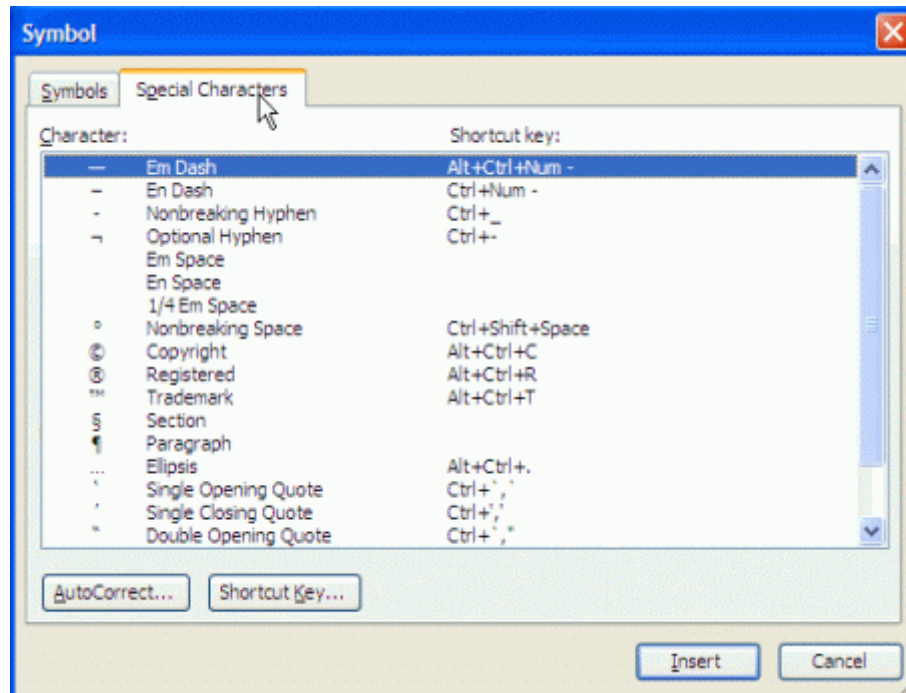 Symbol
Symbols Special Characters
Character: Shortcut key:
— Em Dash Alt+Ctrl+Num -
– En Dash Ctrl+Num -
- Nonbreaking Hyphen Ctrl+_
¬ Optional Hyphen Ctrl+-
Em Space
En Space
1/4 Em Space
° Nonbreaking Space Ctrl+Shift+Space
© Copyright Alt+Ctrl+C
® Registered Alt+Ctrl+R
™ Trademark Alt+Ctrl+T
§ Section
¶ Paragraph
… Ellipsis Alt+Ctrl+.
‘ Single Opening Quote Ctrl+`,`
’ Single Closing Quote Ctrl+','
“ Double Opening Quote Ctrl+`,"
AutoCorrect... Shortcut Key...
Insert Cancel